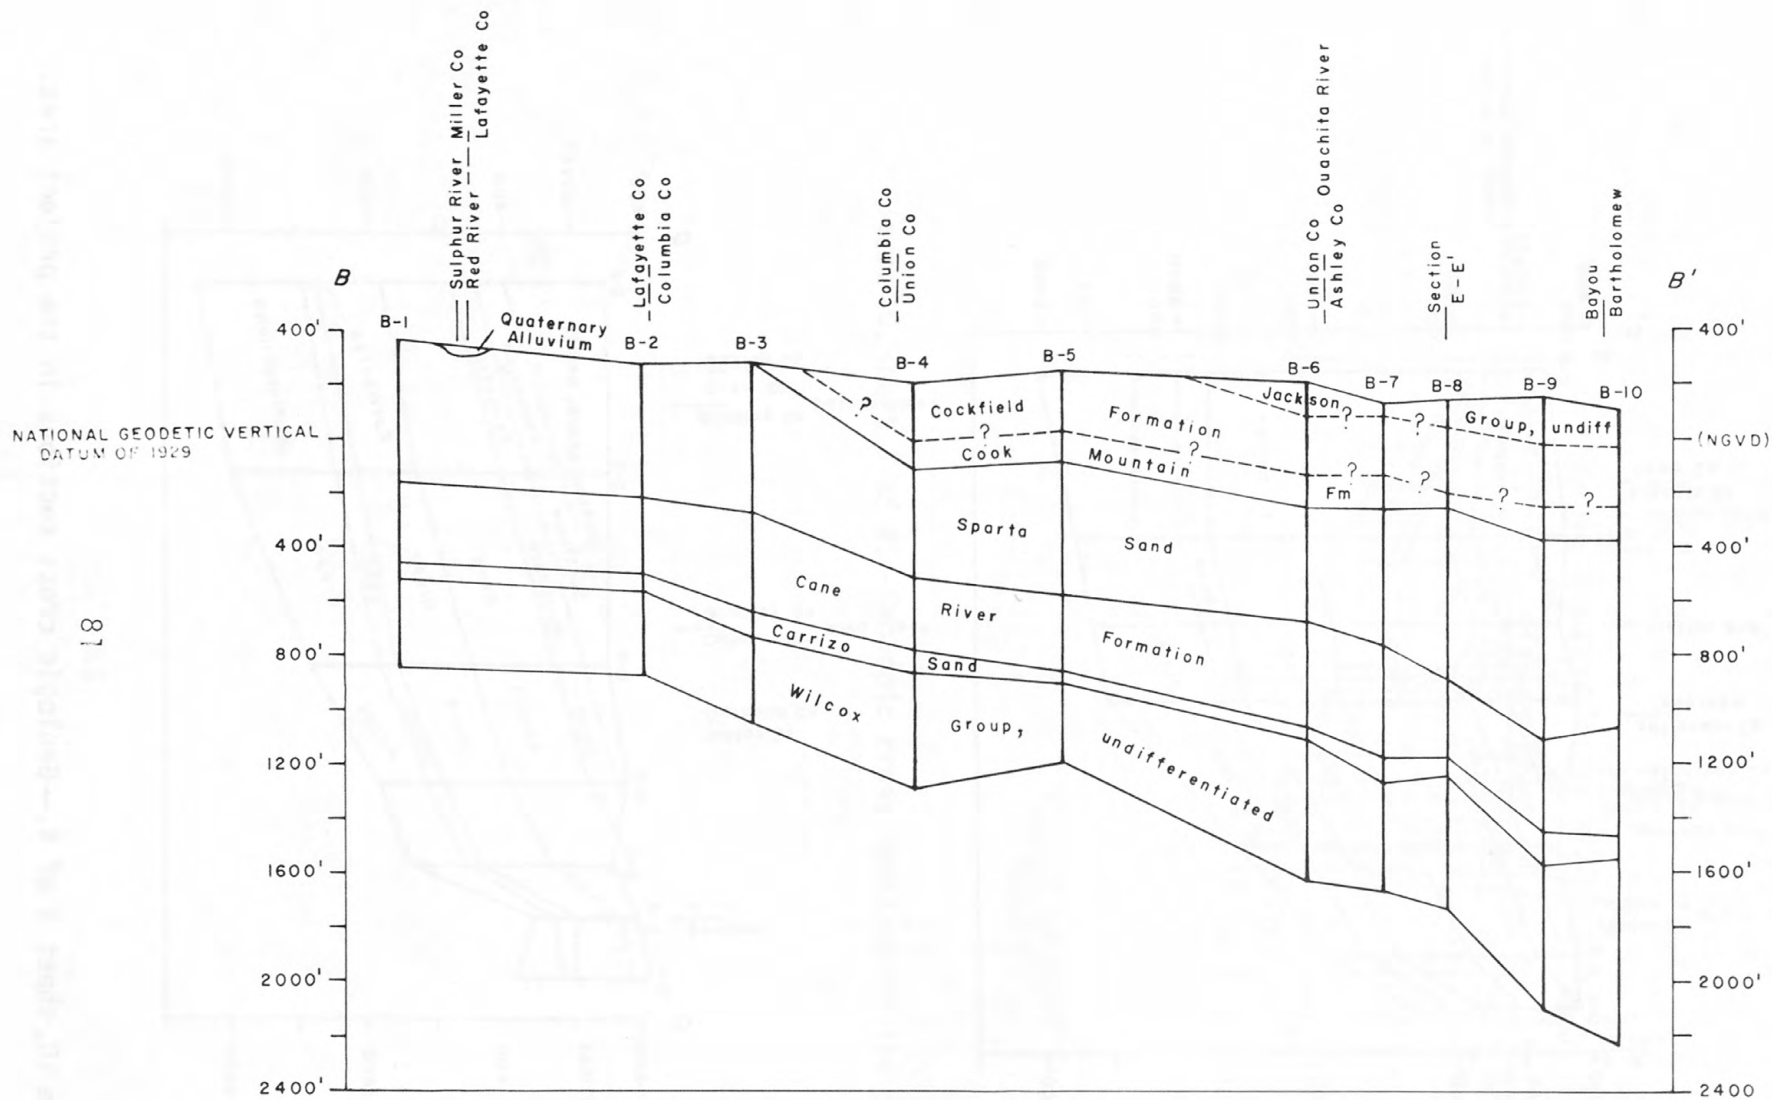 Sulphur River
Red River
Miller Co
Lafayette Co
Lafayette Co
Columbia Co
Columbia Co
Union Co
Union Co
Ashley Co
Ouachita River
Section
E-E'
Bayou
Bartholomew
B
B'
400'
400'
B-1
B-2
B-3
B-4
B-5
B-6
B-7
B-8
B-9
B-10
Quaternary
Alluvium
NATIONAL GEODETIC VERTICAL
DATUM OF 1929
(NGVD)
Cockfield
Formation
Jackson
Group, undiff
?
?
?
?
?
?
?
?
?
Cook
Mountain
Fm
Sparta
Sand
400'
400'
Cane
River
Formation
Carrizo
Sand
800'
800'
Wilcox
Group,
undifferentiated
1200'
1200'
1600'
1600'
2000'
2000'
2400'
2400
18